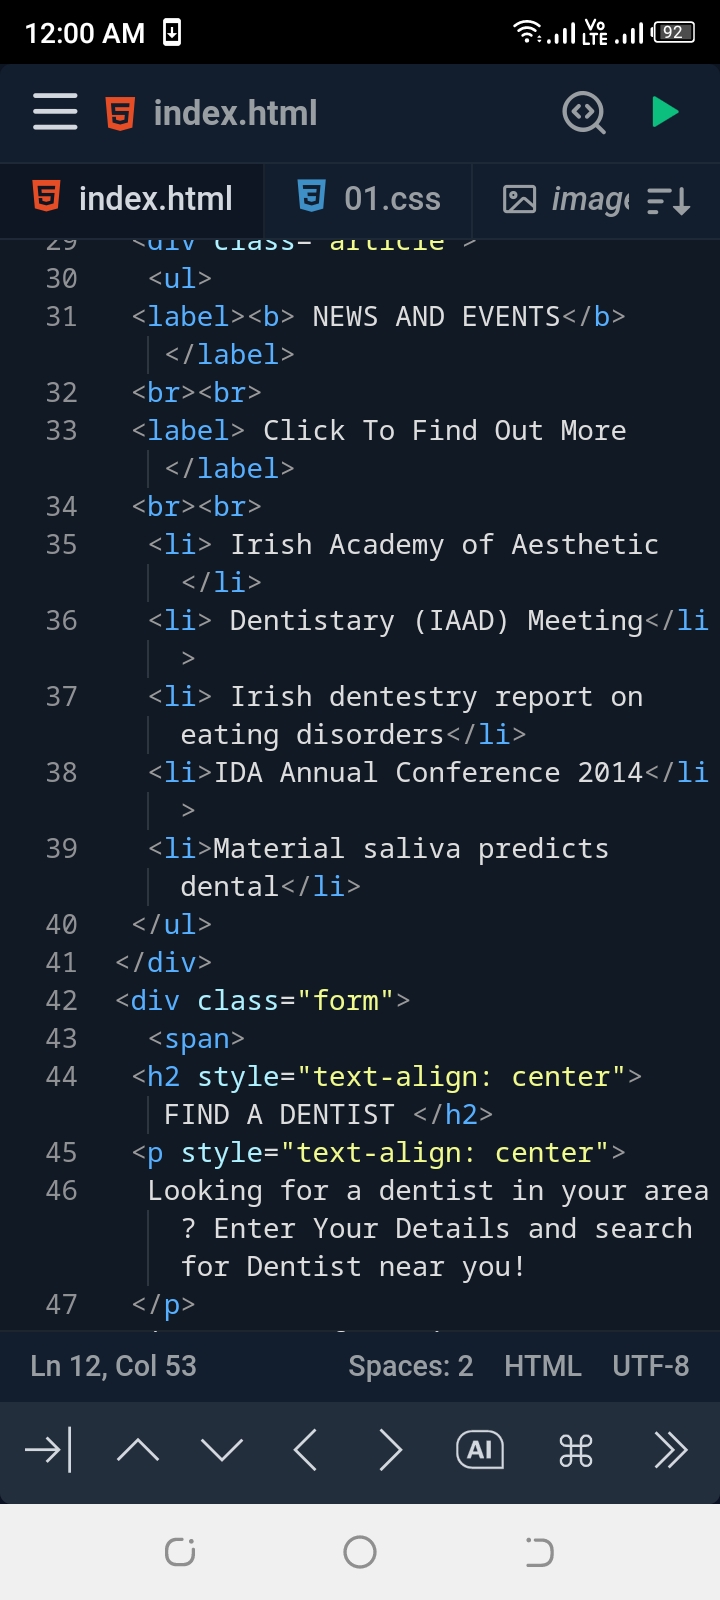 12:00 AM
Vo LTE 92
index.html
index.html 01.css image
29 <div class="article">
30 <ul>
31 <label><b> NEWS AND EVENTS</b>
</label>
32 <br><br>
33 <label> Click To Find Out More
</label>
34 <br><br>
35 <li> Irish Academy of Aesthetic
</li>
36 <li> Dentistary (IAAD) Meeting</li
>
37 <li> Irish dentestry report on
eating disorders</li>
38 <li>IDA Annual Conference 2014</li
>
39 <li>Material saliva predicts
dental</li>
40 </ul>
41 </div>
42 <div class="form">
43 <span>
44 <h2 style="text-align: center">
FIND A DENTIST </h2>
45 <p style="text-align: center">
46 Looking for a dentist in your area
? Enter Your Details and search
for Dentist near you!
47 </p>
Ln 12, Col 53 Spaces: 2 HTML UTF-8
AI